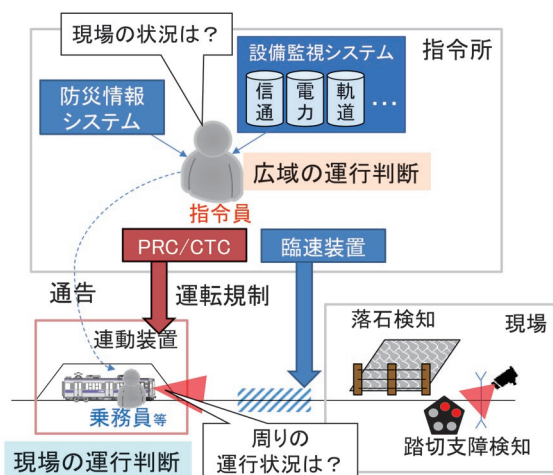 現場の状況は？
設備監視システム
指令所
信通
電力
軌道
…
防災情報
システム
広域の運行判断
指令員
PRC/CTC
臨速装置
通告
運転規制
連動装置
落石検知
現場
乗務員等
周りの
運行状況は？
踏切支障検知
現場の運行判断